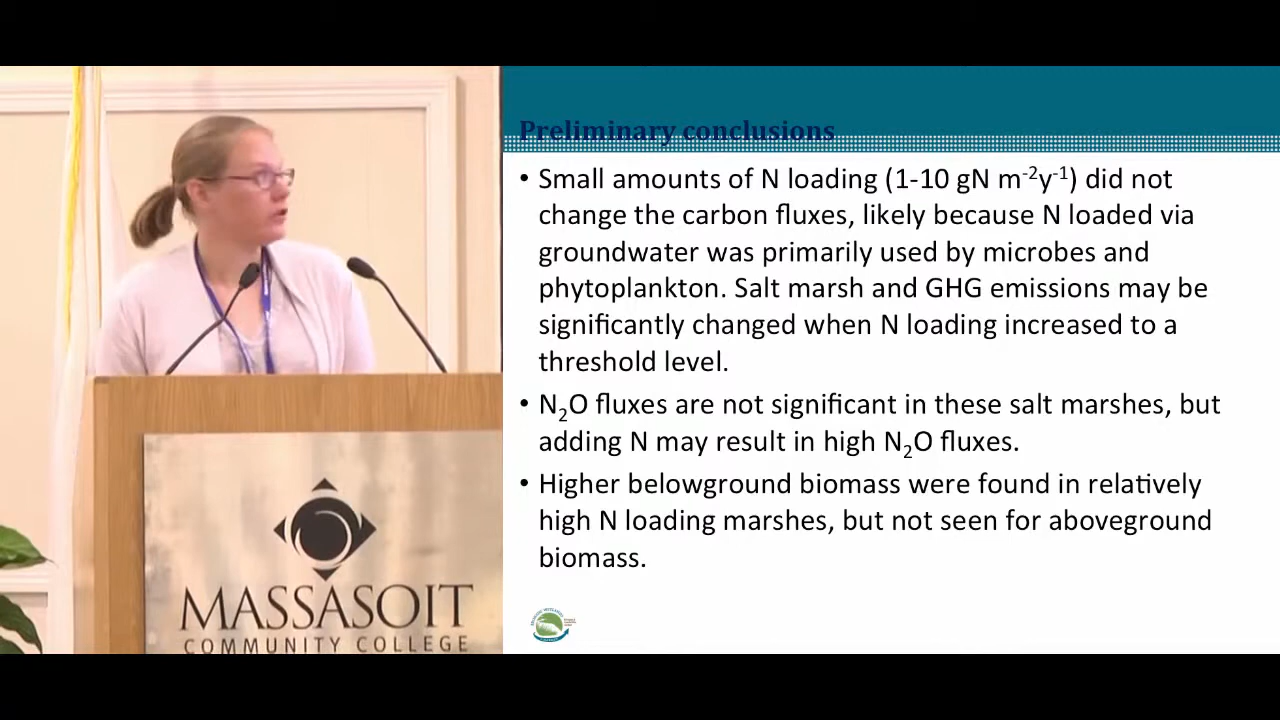 Preliminary conclusions
• Small amounts of N loading (1-10 gN m⁻²y⁻¹) did not
change the carbon fluxes, likely because N loaded via
groundwater was primarily used by microbes and
phytoplankton. Salt marsh and GHG emissions may be
significantly changed when N loading increased to a
threshold level.
• N₂O fluxes are not significant in these salt marshes, but
adding N may result in high N₂O fluxes.
• Higher belowground biomass were found in relatively
high N loading marshes, but not seen for aboveground
biomass.
MASSASOIT
COMMUNITY COLLEGE